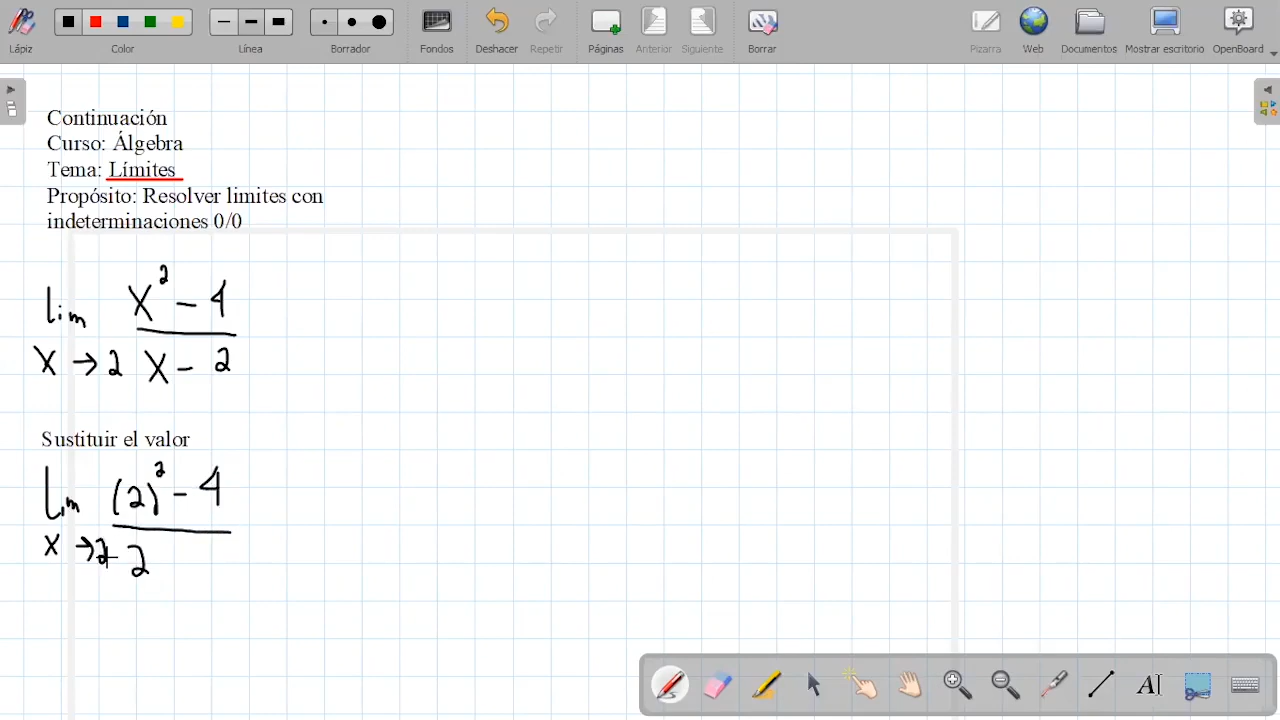 Lápiz Color Línea Borrador Fondos Deshacer Repetir Páginas Anterior Siguiente Borrar Pizarra Web Documentos Mostrar escritorio OpenBoard
Continuación
Curso: Álgebra
Tema: Límites
Propósito: Resolver limites con
indeterminaciones 0/0
lim x² - 4
x → 2 x - 2
Sustituir el valor
Lim (2)² - 4
x → 2 2